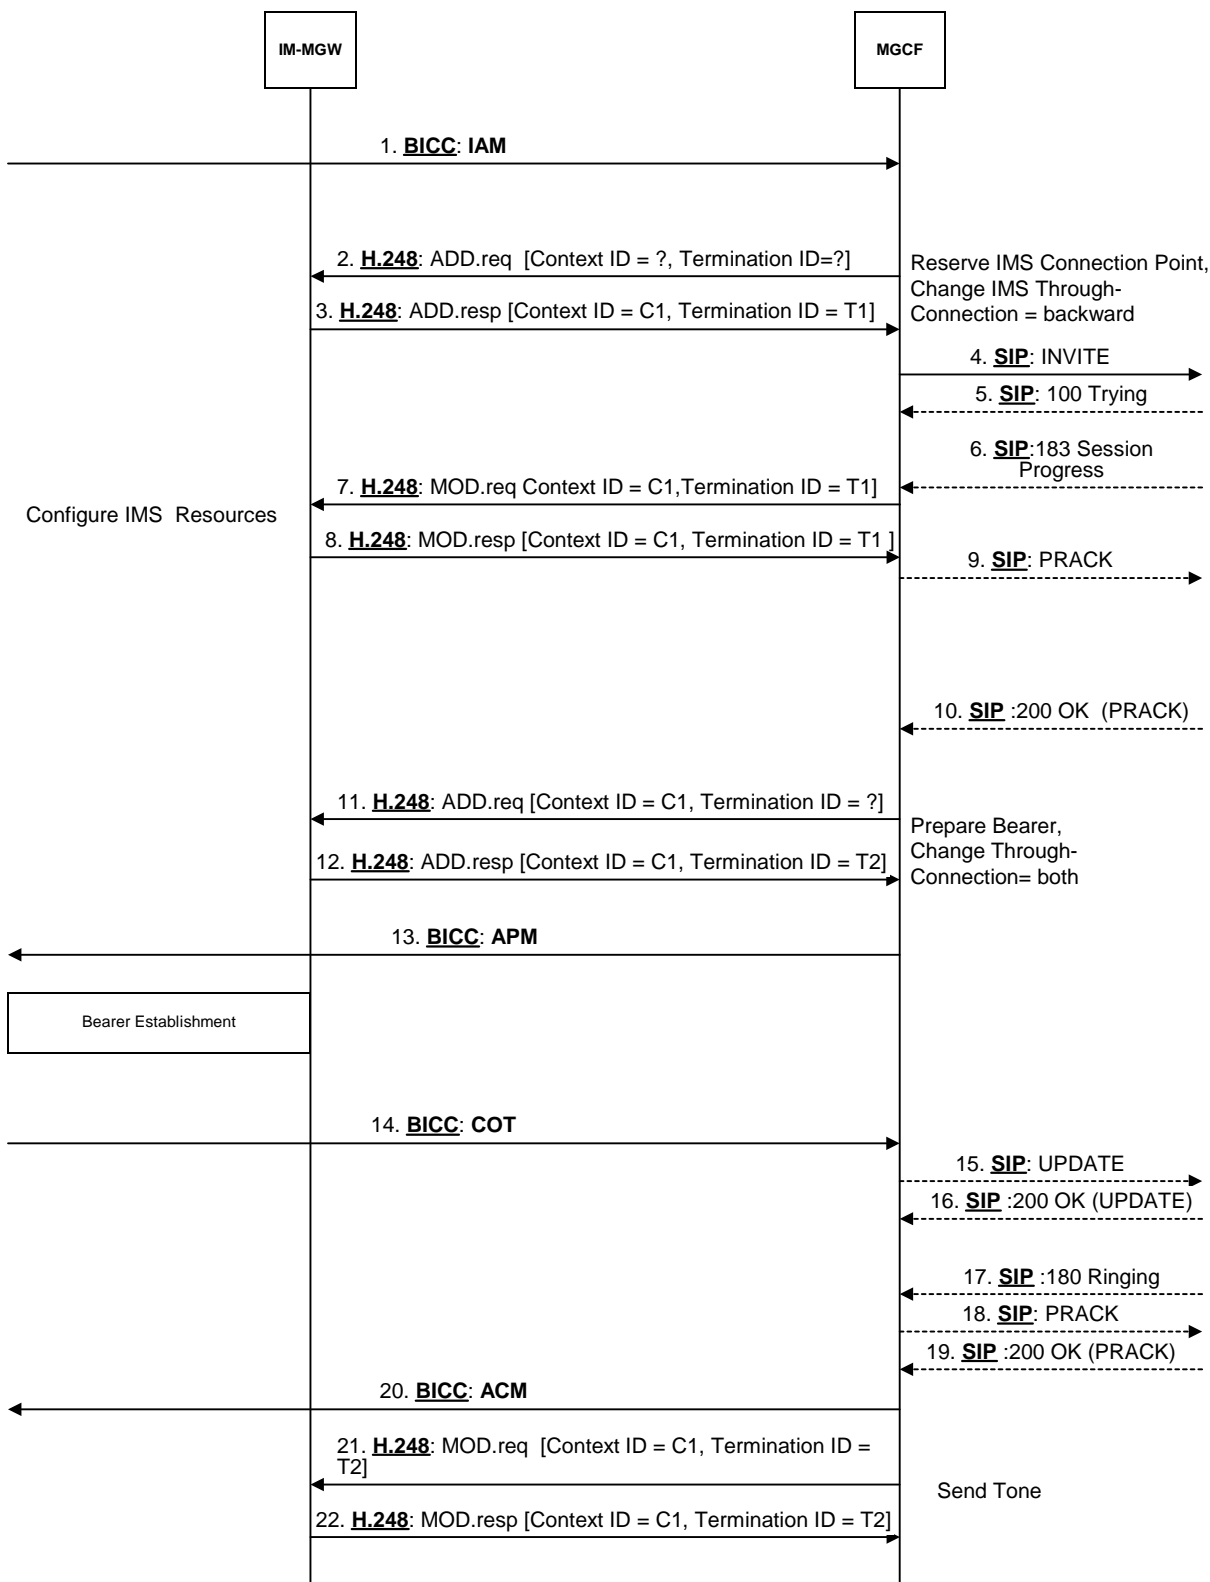 IM-MGW
MGCF
1. BICC: IAM
2. H.248: ADD.req  [Context ID = ?, Termination ID=?]
Reserve IMS Connection Point,
Change IMS Through-
Connection = backward
3. H.248: ADD.resp [Context ID = C1, Termination ID = T1]
4. SIP: INVITE
5. SIP: 100 Trying
6. SIP:183 Session
Progress
7. H.248: MOD.req Context ID = C1,Termination ID = T1]
Configure IMS  Resources
8. H.248: MOD.resp [Context ID = C1, Termination ID = T1 ]
9. SIP: PRACK
10. SIP :200 OK  (PRACK)
11. H.248: ADD.req [Context ID = C1, Termination ID = ?]
Prepare Bearer,
Change Through-
Connection= both
12. H.248: ADD.resp [Context ID = C1, Termination ID = T2]
13. BICC: APM
Bearer Establishment
14. BICC: COT
15. SIP: UPDATE
16. SIP :200 OK (UPDATE)
17. SIP :180 Ringing
18. SIP: PRACK
19. SIP :200 OK (PRACK)
20. BICC: ACM
21. H.248: MOD.req  [Context ID = C1, Termination ID =
T2]
Send Tone
22. H.248: MOD.resp [Context ID = C1, Termination ID = T2]